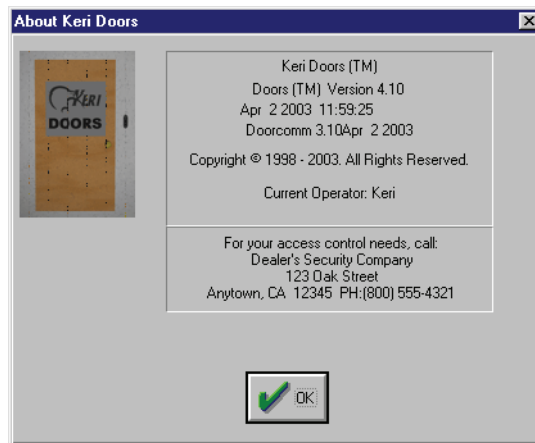 About Keri Doors
KERI
DOORS
Keri Doors (TM)
Doors (TM) Version 4.10
Apr 2 2003 11:59:25
Doorcomm 3.10Apr 2 2003
Copyright © 1998 - 2003. All Rights Reserved.
Current Operator: Keri
For your access control needs, call:
Dealer's Security Company
123 Oak Street
Anytown, CA 12345 PH:(800) 555-4321
OK